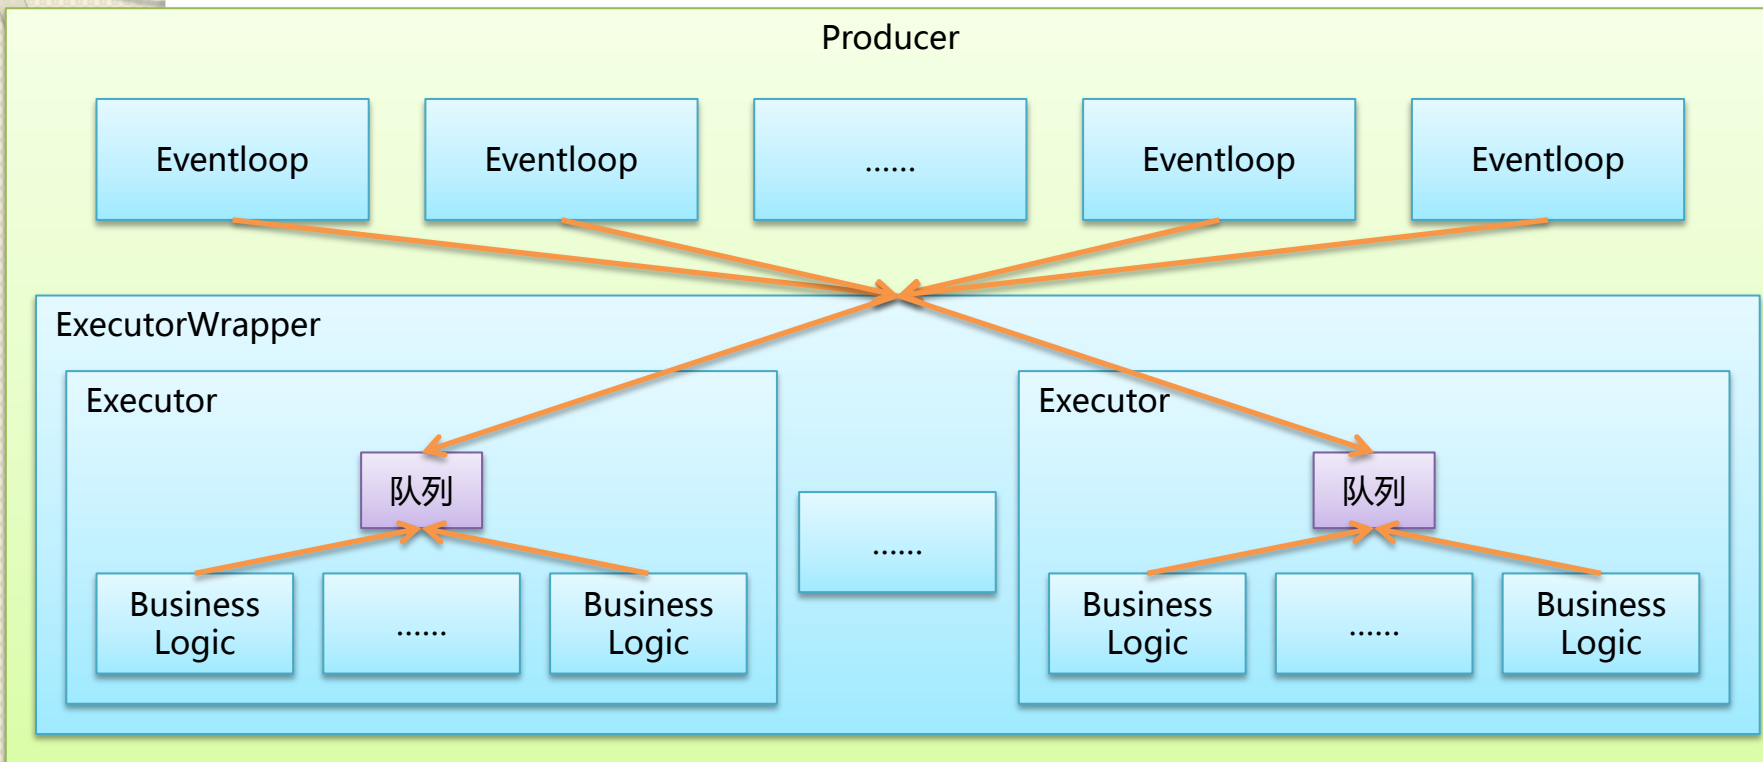 Producer
Eventloop
Eventloop
......
Eventloop
Eventloop
ExecutorWrapper
Executor
队列
Business
Logic
......
Business
Logic
......
Executor
队列
Business
Logic
......
Business
Logic